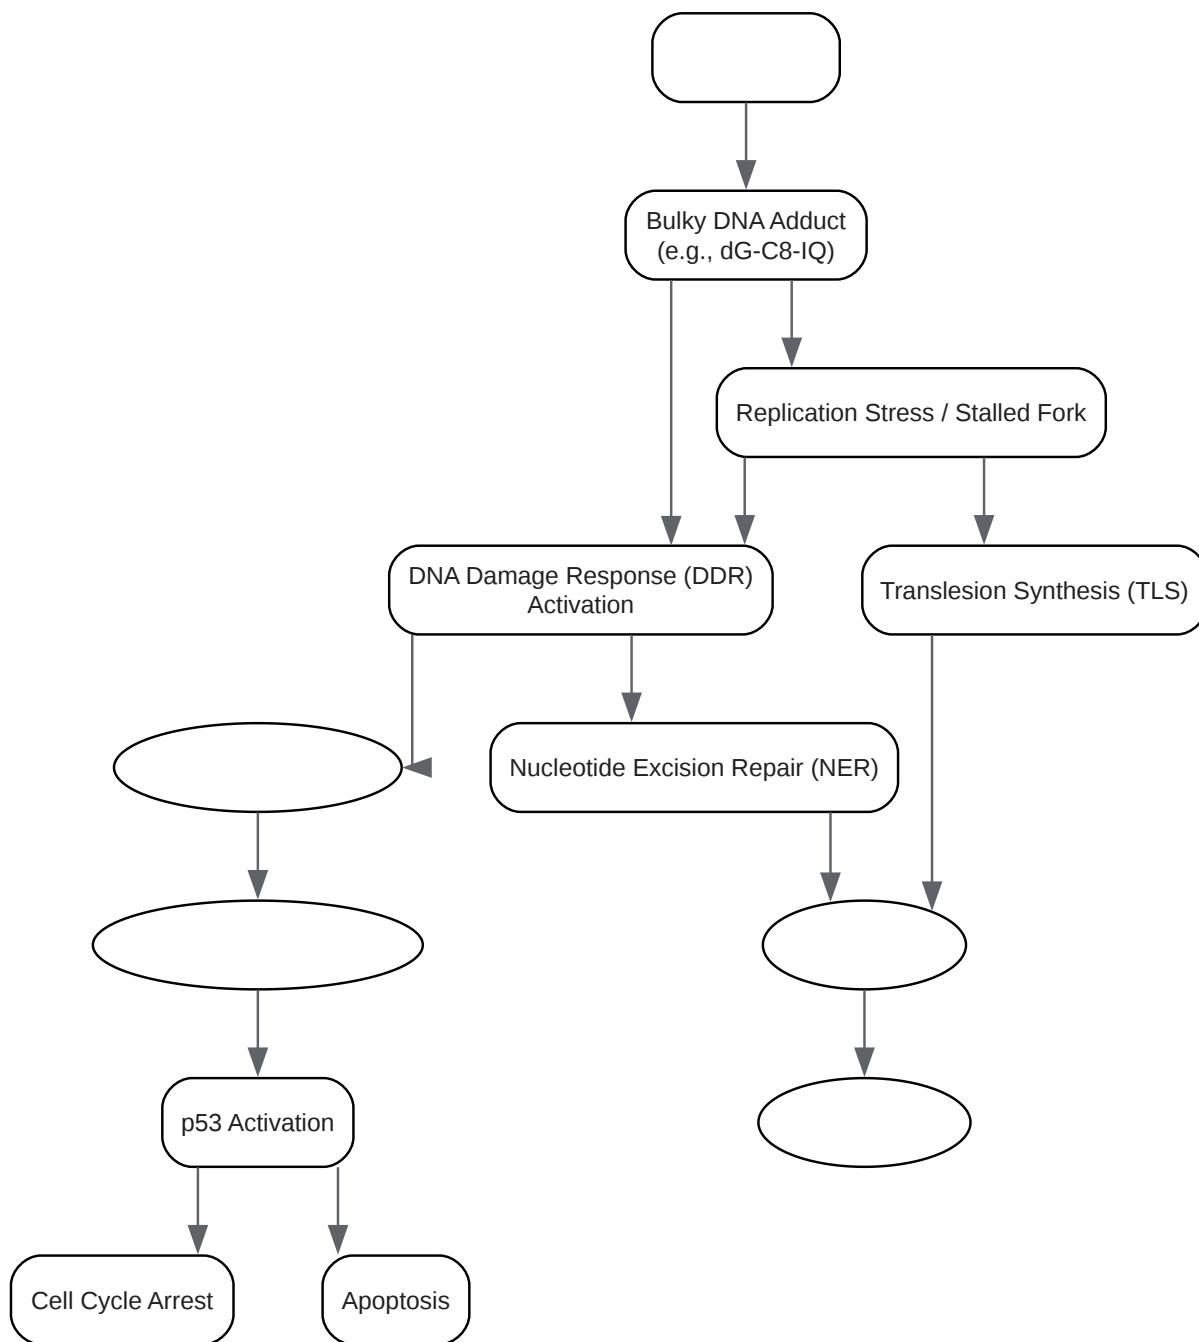 Bulky DNA Adduct
(e.g., dG-C8-IQ)
Replication Stress / Stalled Fork
DNA Damage Response (DDR)
Activation
Translesion Synthesis (TLS)
Nucleotide Excision Repair (NER)
p53 Activation
Cell Cycle Arrest
Apoptosis